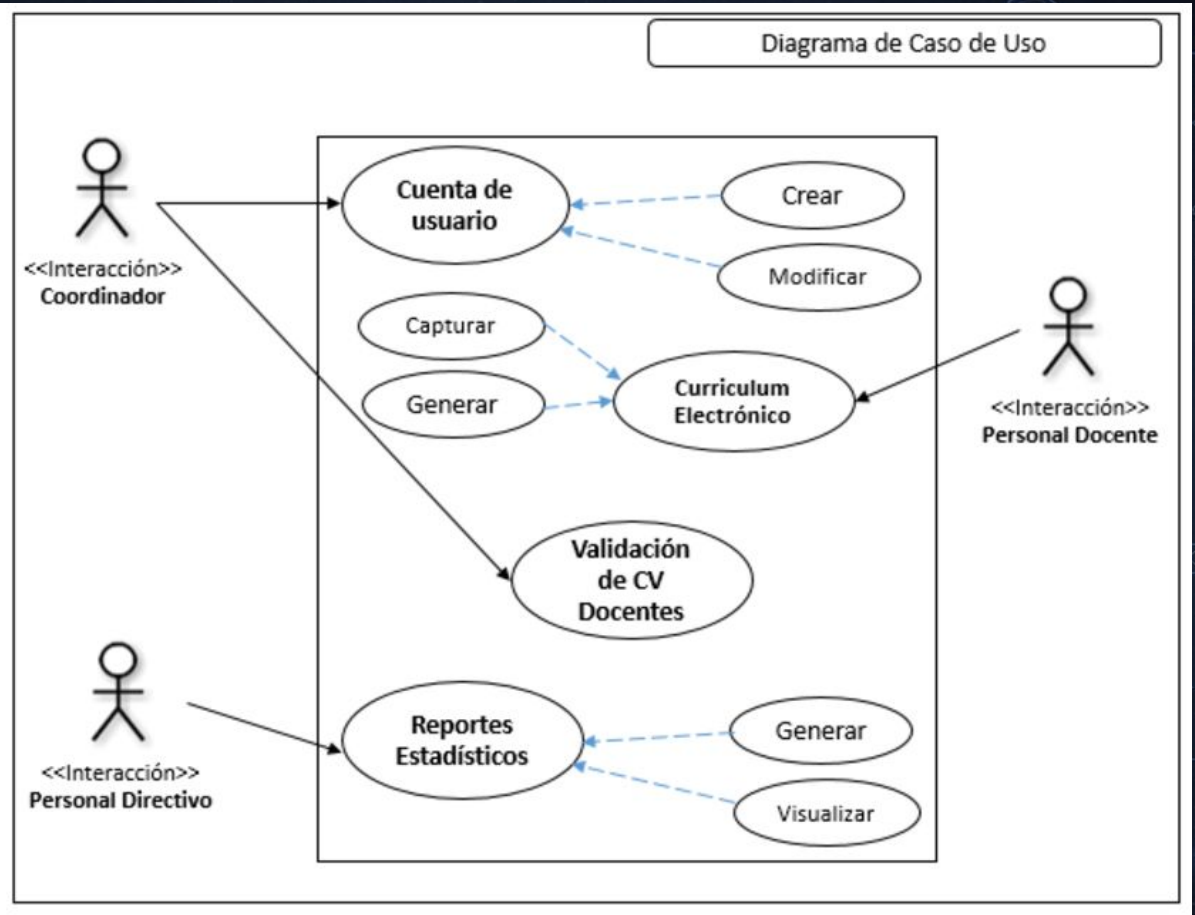 Diagrama de Caso de Uso
Cuenta de
usuario
Crear
Modificar
<<Interacción>>
Coordinador
Capturar
Generar
Curriculum
Electrónico
<<Interacción>>
Personal Docente
Validación
de CV
Docentes
Reportes
Estadísticos
Generar
Visualizar
<<Interacción>>
Personal Directivo